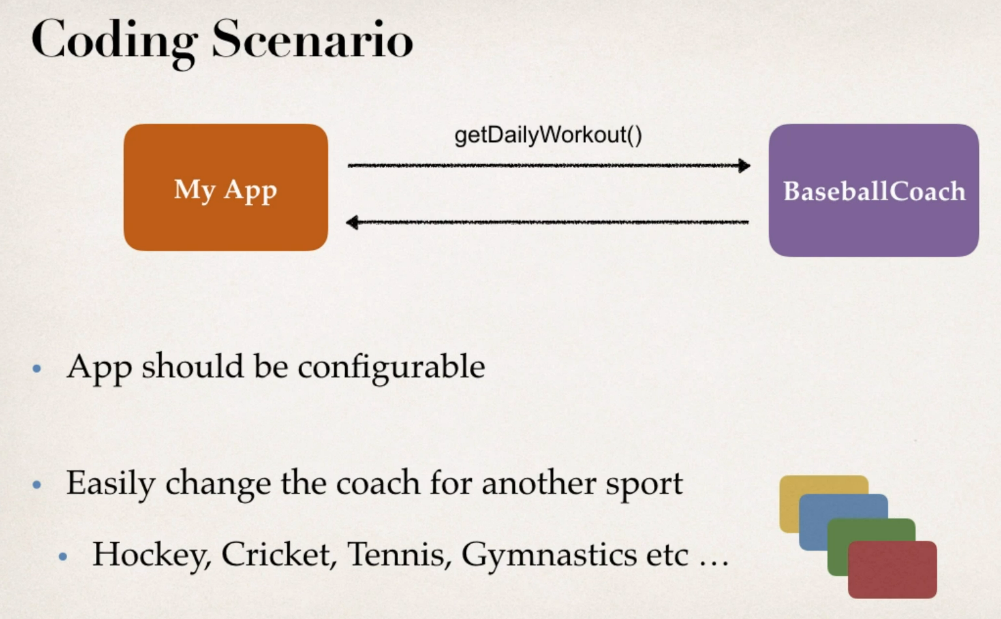 Coding Scenario
getDailyWorkout()
My App
BaseballCoach
• App should be configurable
• Easily change the coach for another sport
• Hockey, Cricket, Tennis, Gymnastics etc …